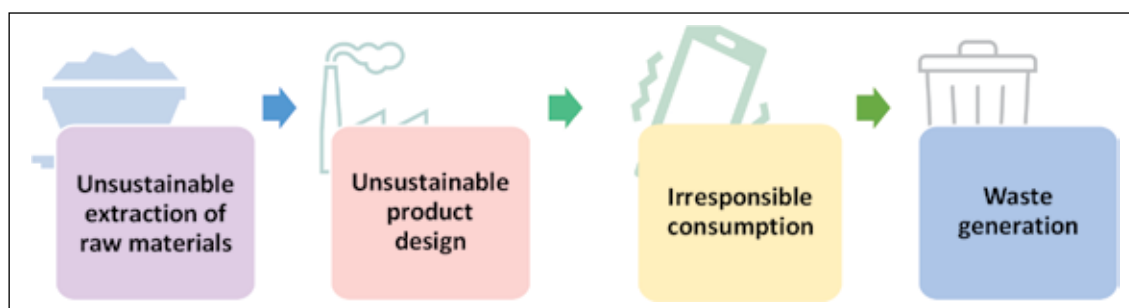 Unsustainable
extraction of
raw materials
Unsustainable
product
design
Irresponsible
consumption
Waste
generation